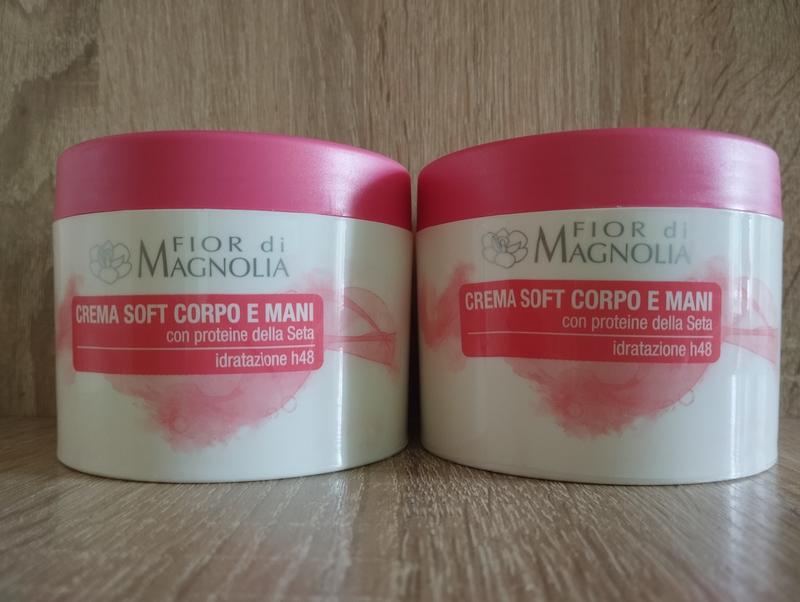 FIOR di
MAGNOLIA
CREMA SOFT CORPO E MANI
con proteine della Seta
idratazione h48
FIOR di
MAGNOLIA
CREMA SOFT CORPO E MANI
con proteine della Seta
idratazione h48